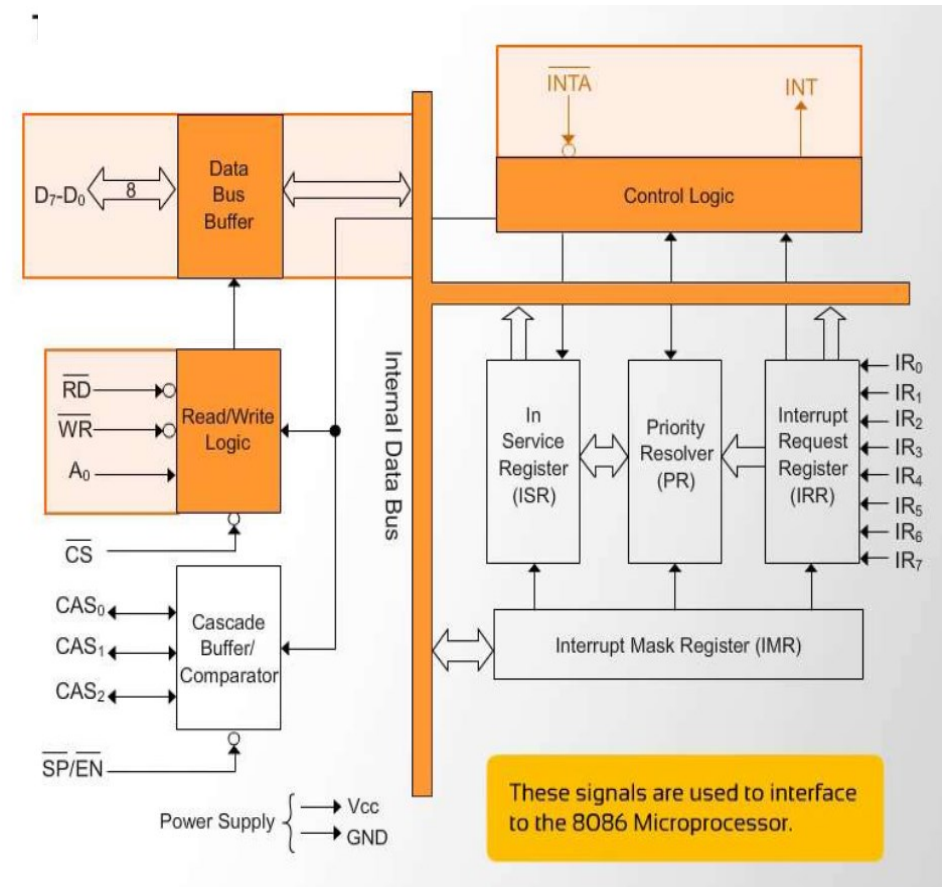 INTA
INT
Control Logic
D₇-D₀
8
Data
Bus
Buffer
RD
WR
A₀
CS
Read/Write
Logic
Internal Data Bus
In
Service
Register
(ISR)
Priority
Resolver
(PR)
Interrupt
Request
Register
(IRR)
IR₀
IR₁
IR₂
IR₃
IR₄
IR₅
IR₆
IR₇
CAS₀
CAS₁
CAS₂
Cascade
Buffer/
Comparator
SP/EN
Interrupt Mask Register (IMR)
Power Supply
Vcc
GND
These signals are used to interface
to the 8086 Microprocessor.